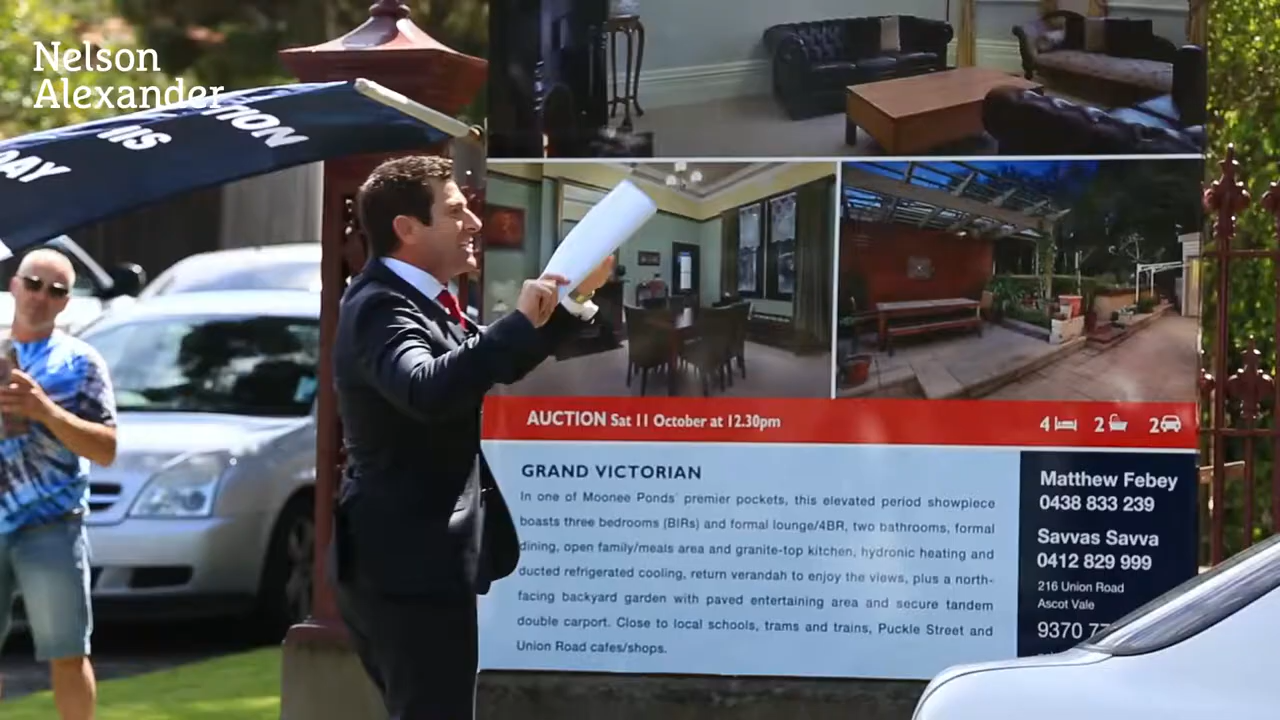 Nelson
Alexander
TION
HIS
DAY
AUCTION Sat 11 October at 12.30pm
4 2 2
GRAND VICTORIAN
In one of Moonee Ponds' premier pockets, this elevated period showpiece
boasts three bedrooms (BIRs) and formal lounge/4BR, two bathrooms, formal
dining, open family/meals area and granite-top kitchen, hydronic heating and
ducted refrigerated cooling, return verandah to enjoy the views, plus a north-
facing backyard garden with paved entertaining area and secure tandem
double carport. Close to local schools, trams and trains, Puckle Street and
Union Road cafes/shops.
Matthew Febey
0438 833 239
Savvas Savva
0412 829 999
216 Union Road
Ascot Vale
9370 77